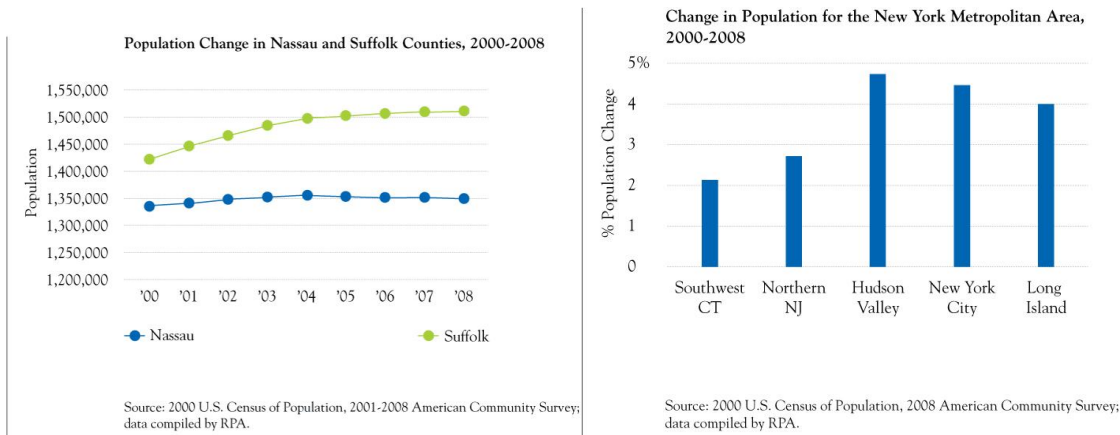 Population Change in Nassau and Suffolk Counties, 2000-2008
1,550,000
1,500,000
1,450,000
1,400,000
1,350,000
1,300,000
1,250,000
1,200,000
Population
'00 '01 '02 '03 '04 '05 '06 '07 '08
Nassau Suffolk
Source: 2000 U.S. Census of Population, 2001-2008 American Community Survey;
data compiled by RPA.
Change in Population for the New York Metropolitan Area,
2000-2008
5%
4
3
2
1
0
% Population Change
Southwest Northern Hudson New York Long
CT NJ Valley City Island
Source: 2000 U.S. Census of Population, 2008 American Community Survey;
data compiled by RPA.